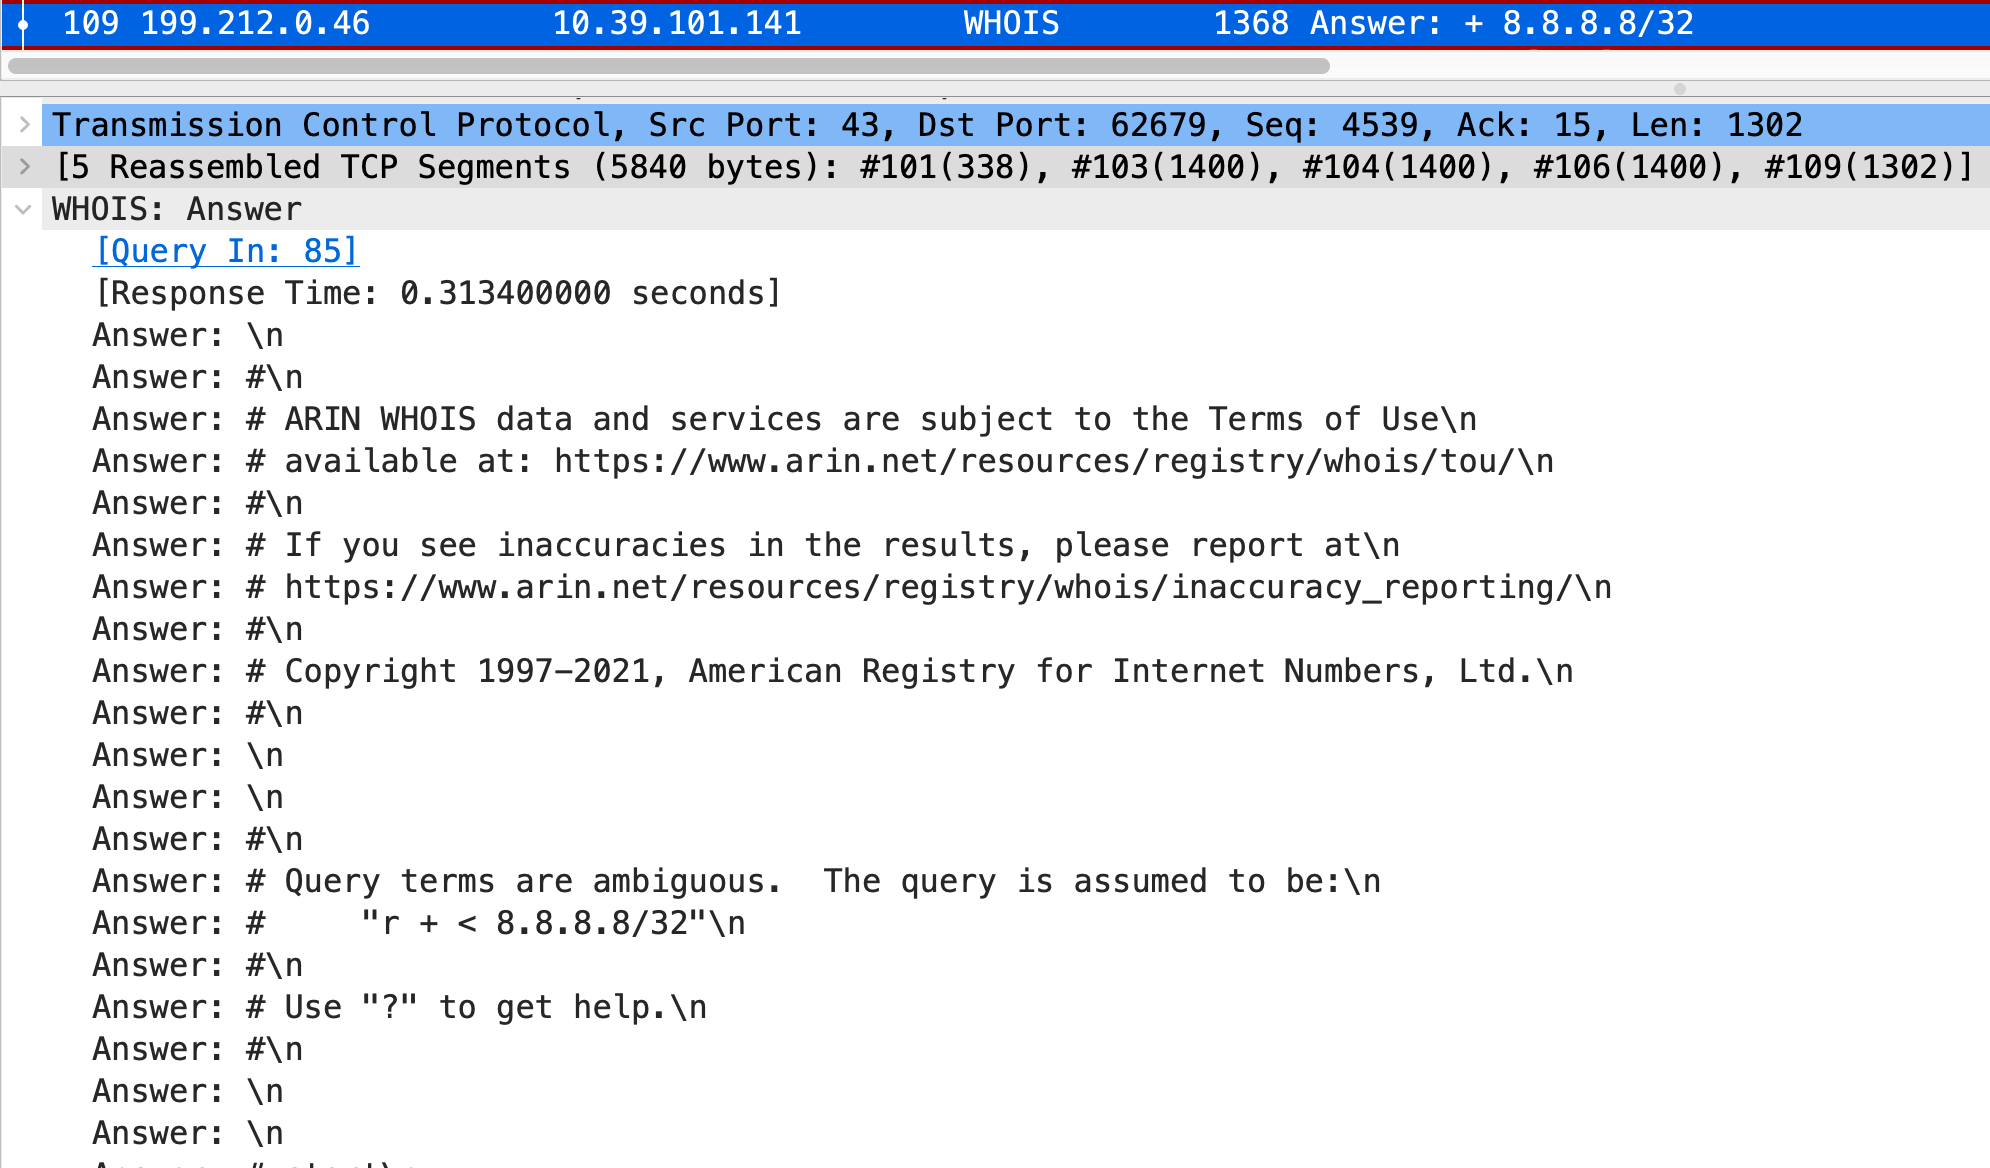 109 199.212.0.46 10.39.101.141 WHOIS 1368 Answer: + 8.8.8.8/32
Transmission Control Protocol, Src Port: 43, Dst Port: 62679, Seq: 4539, Ack: 15, Len: 1302
[5 Reassembled TCP Segments (5840 bytes): #101(338), #103(1400), #104(1400), #106(1400), #109(1302)]
WHOIS: Answer
[Query In: 85]
[Response Time: 0.313400000 seconds]
Answer: \n
Answer: #\n
Answer: # ARIN WHOIS data and services are subject to the Terms of Use\n
Answer: # available at: https://www.arin.net/resources/registry/whois/tou/\n
Answer: #\n
Answer: # If you see inaccuracies in the results, please report at\n
Answer: # https://www.arin.net/resources/registry/whois/inaccuracy_reporting/\n
Answer: #\n
Answer: # Copyright 1997-2021, American Registry for Internet Numbers, Ltd.\n
Answer: #\n
Answer: \n
Answer: \n
Answer: #\n
Answer: # Query terms are ambiguous.  The query is assumed to be:\n
Answer: #     "r + < 8.8.8.8/32"\n
Answer: #\n
Answer: # Use "?" to get help.\n
Answer: #\n
Answer: \n
Answer: \n